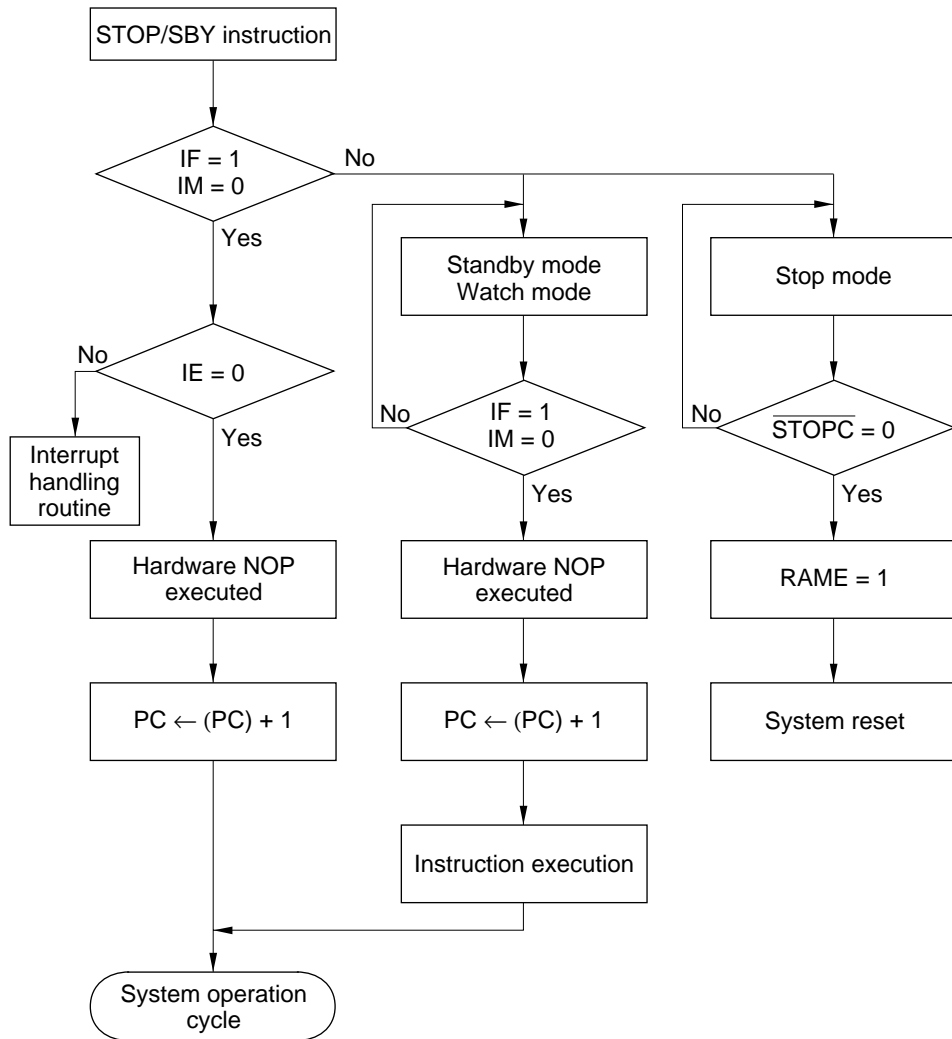 STOP/SBY instruction
IF = 1
IM = 0
No
Yes
Standby mode
Watch mode
Stop mode
No
IE = 0
Yes
Interrupt
handling
routine
No
IF = 1
IM = 0
Yes
No
S̅T̅O̅P̅C̅ = 0
Yes
Hardware NOP
executed
Hardware NOP
executed
RAME = 1
PC ← (PC) + 1
PC ← (PC) + 1
System reset
Instruction execution
System operation
cycle